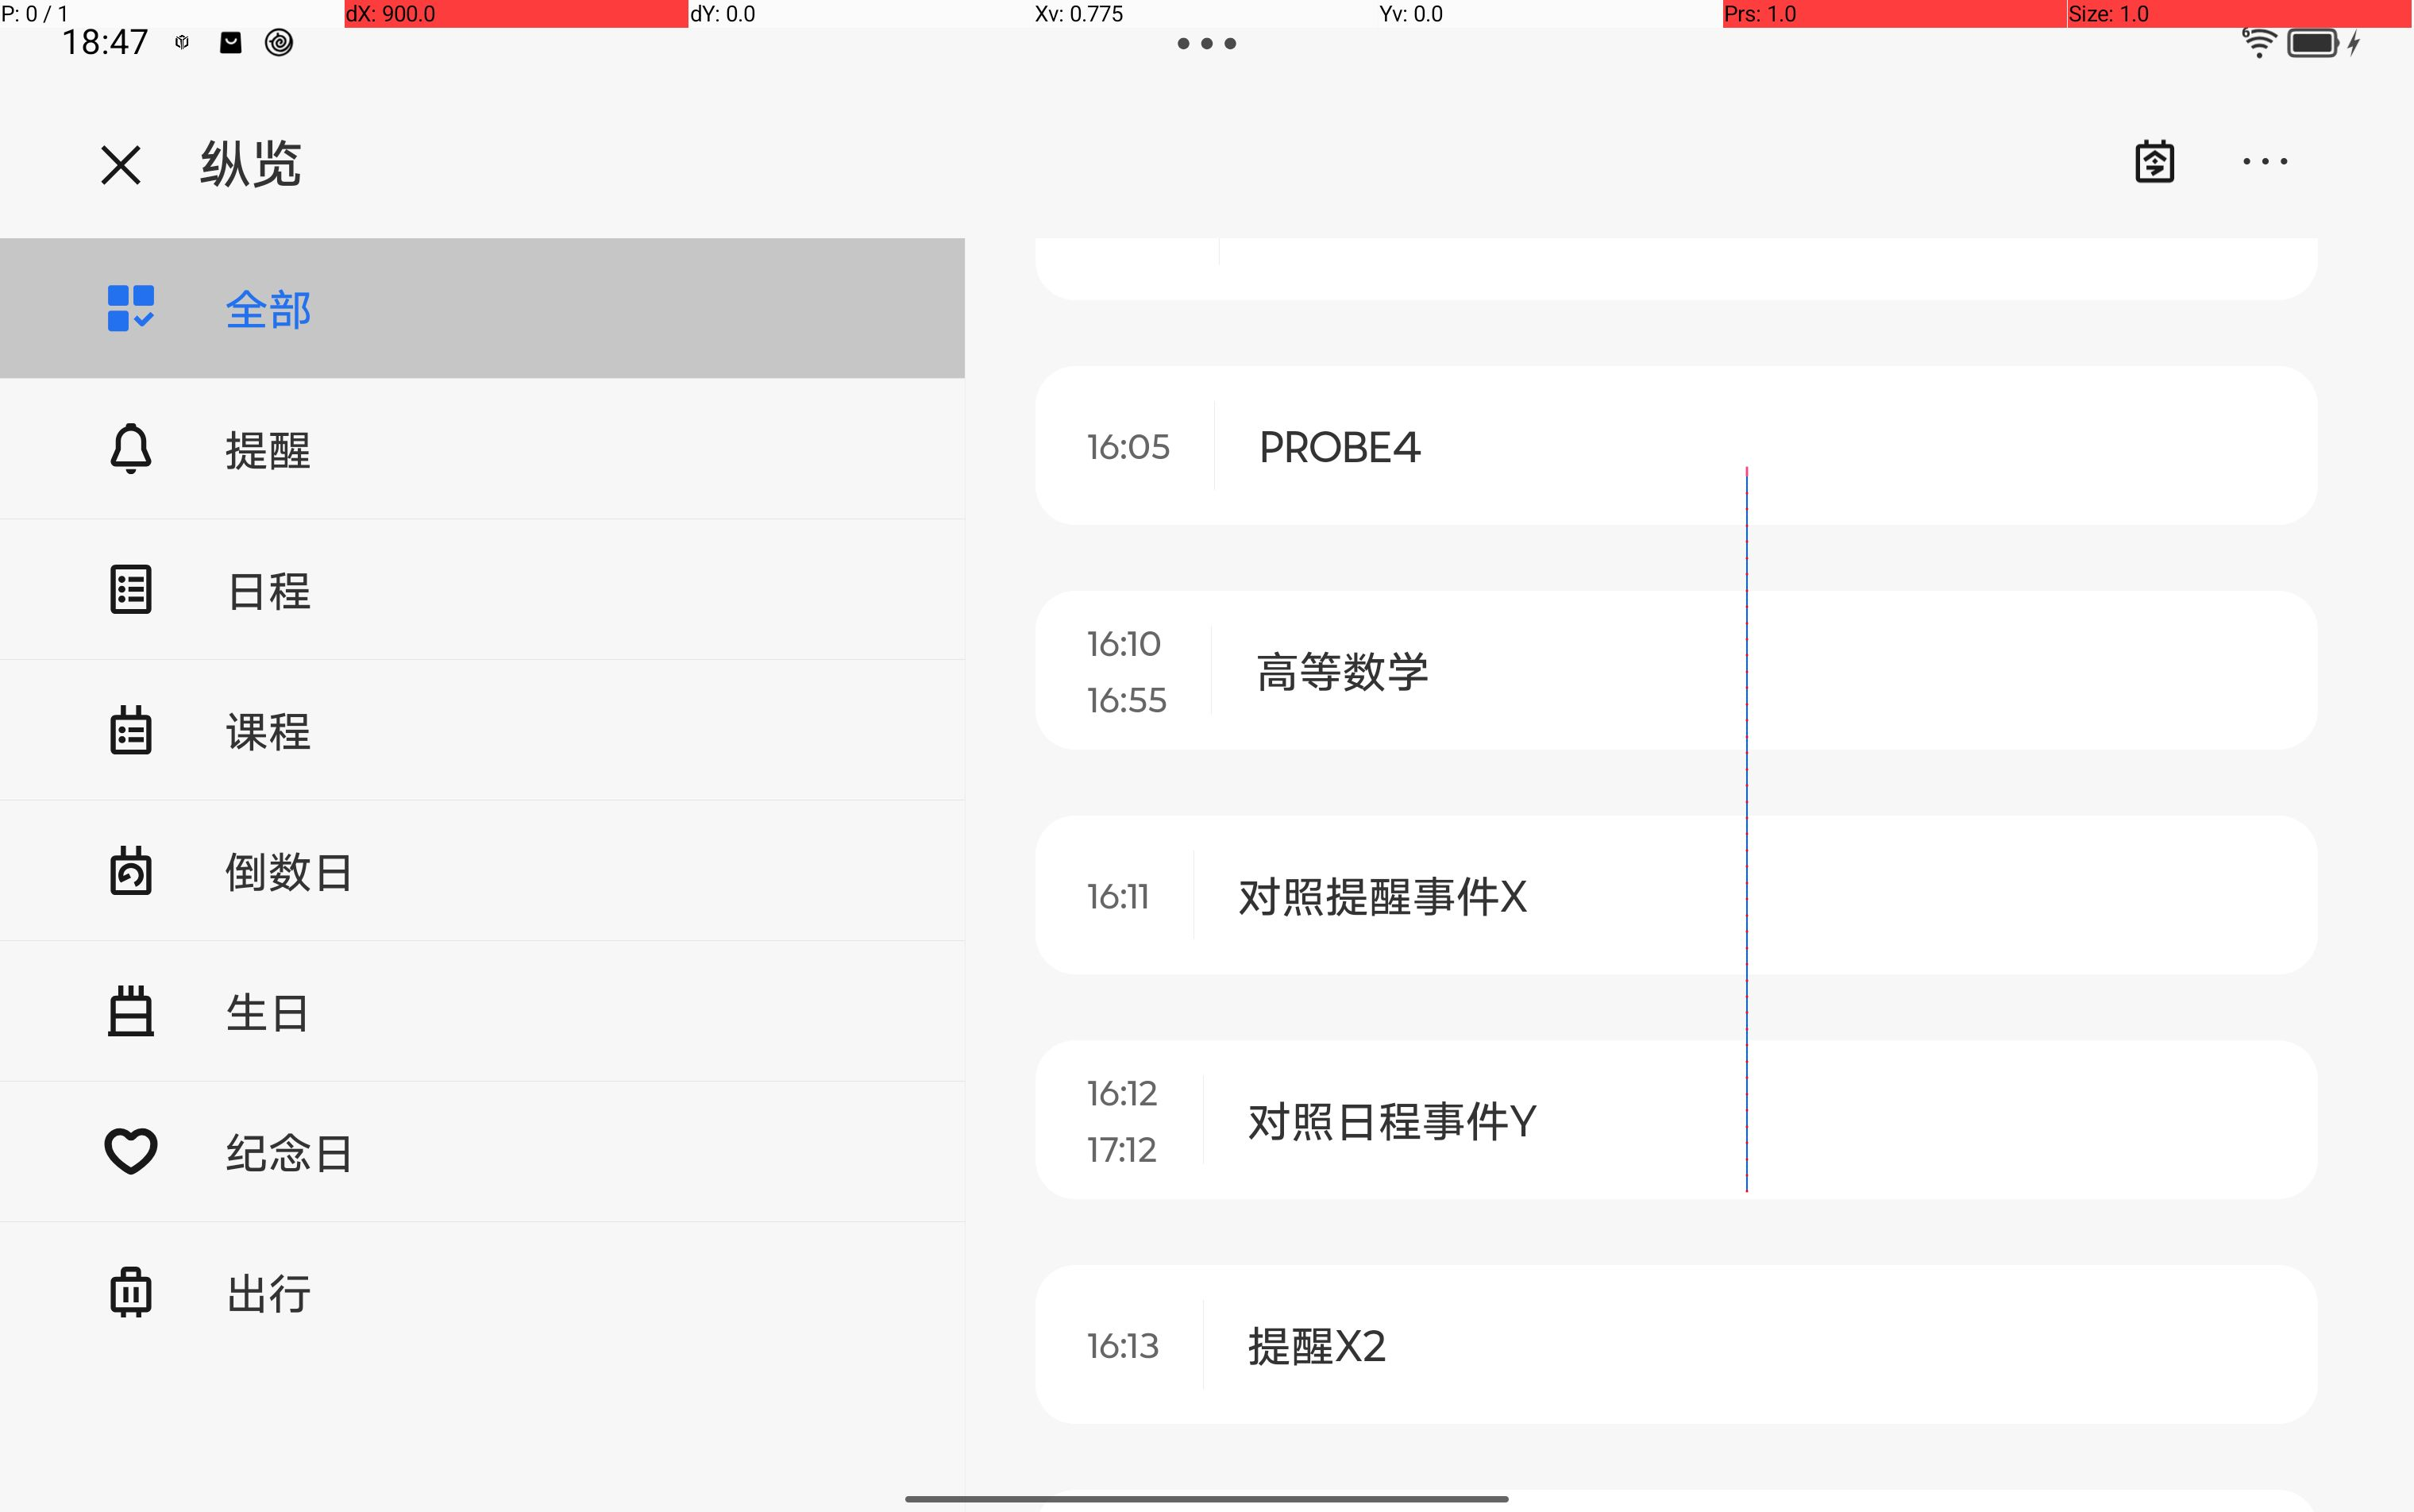 P: 0 / 1
dX: 900.0
dY: 0.0
Xv: 0.775
Yv: 0.0
Prs: 1.0
Size: 1.0
18:47
6
纵览
今
全部
提醒
日程
课程
倒数日
生日
纪念日
出行
16:05
PROBE4
16:10
16:55
高等数学
16:11
对照提醒事件X
16:12
17:12
对照日程事件Y
16:13
提醒X2